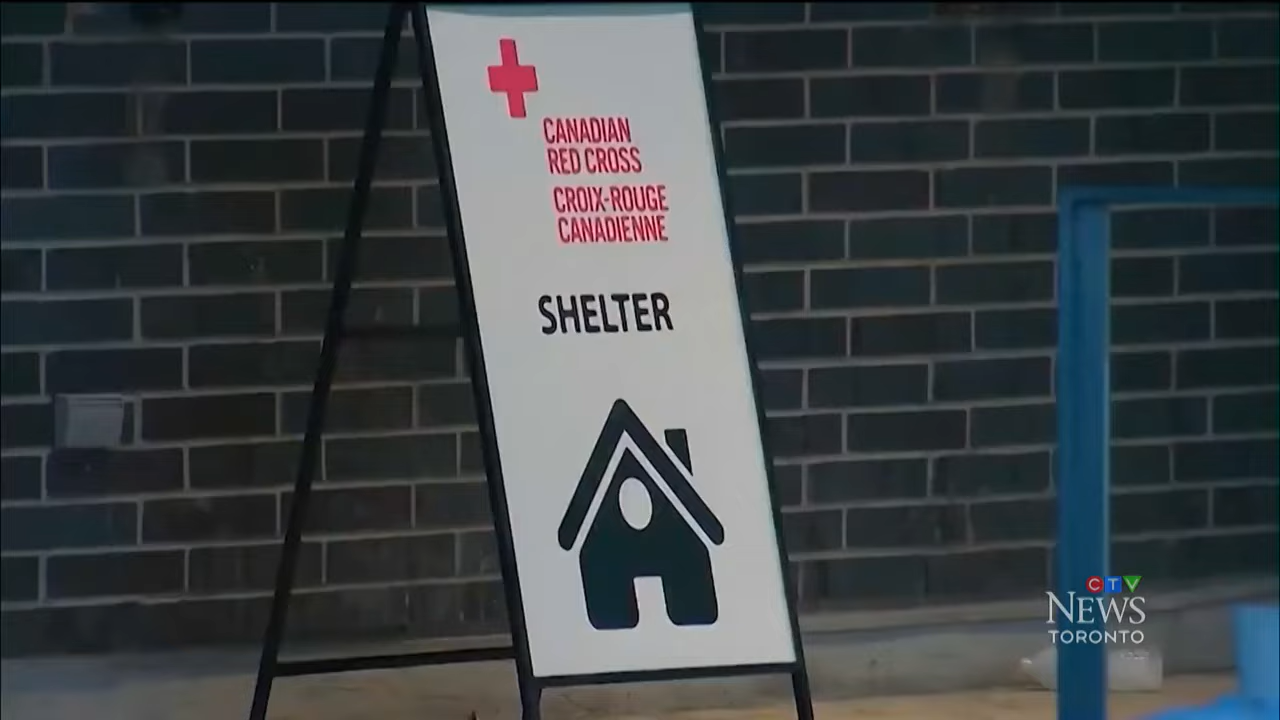 CANADIAN
RED CROSS
CROIX-ROUGE
CANADIENNE
SHELTER
CTV
NEWS
TORONTO